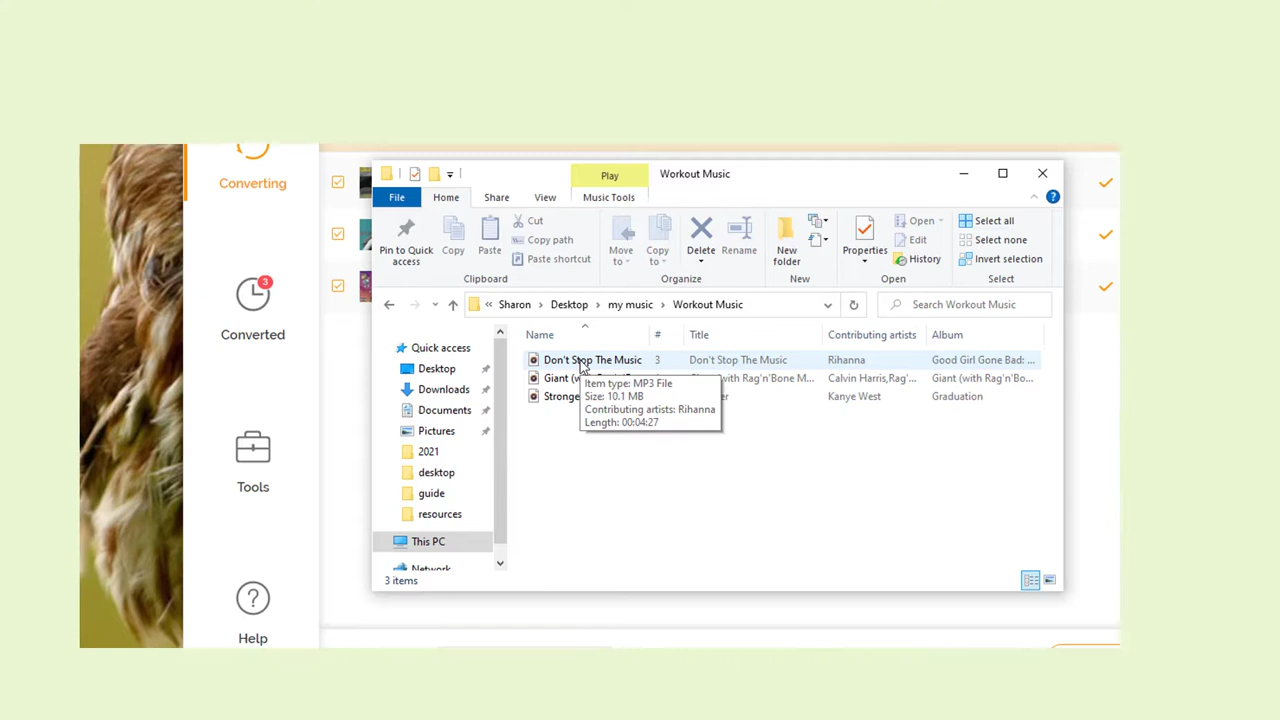 Converting
3
Converted
Tools
Help
Play
Workout Music
File
Home
Share
View
Music Tools
Pin to Quick access
Copy
Paste
Cut
Copy path
Paste shortcut
Clipboard
Move to
Copy to
Delete
Rename
Organize
New folder
New
Properties
Open
Edit
History
Open
Select all
Select none
Invert selection
Select
« Sharon > Desktop > my music > Workout Music
Search Workout Music
Name # Title Contributing artists Album
Don't Stop The Music 3 Don't Stop The Music Rihanna Good Girl Gone Bad: ...
Giant (with Rag'n'Bone M... Calvin Harris,Rag'... Giant (with Rag'n'Bo...
Kanye West Graduation
Item type: MP3 File
Size: 10.1 MB
Contributing artists: Rihanna
Length: 00:04:27
Quick access
Desktop
Downloads
Documents
Pictures
2021
desktop
guide
resources
This PC
Network
3 items